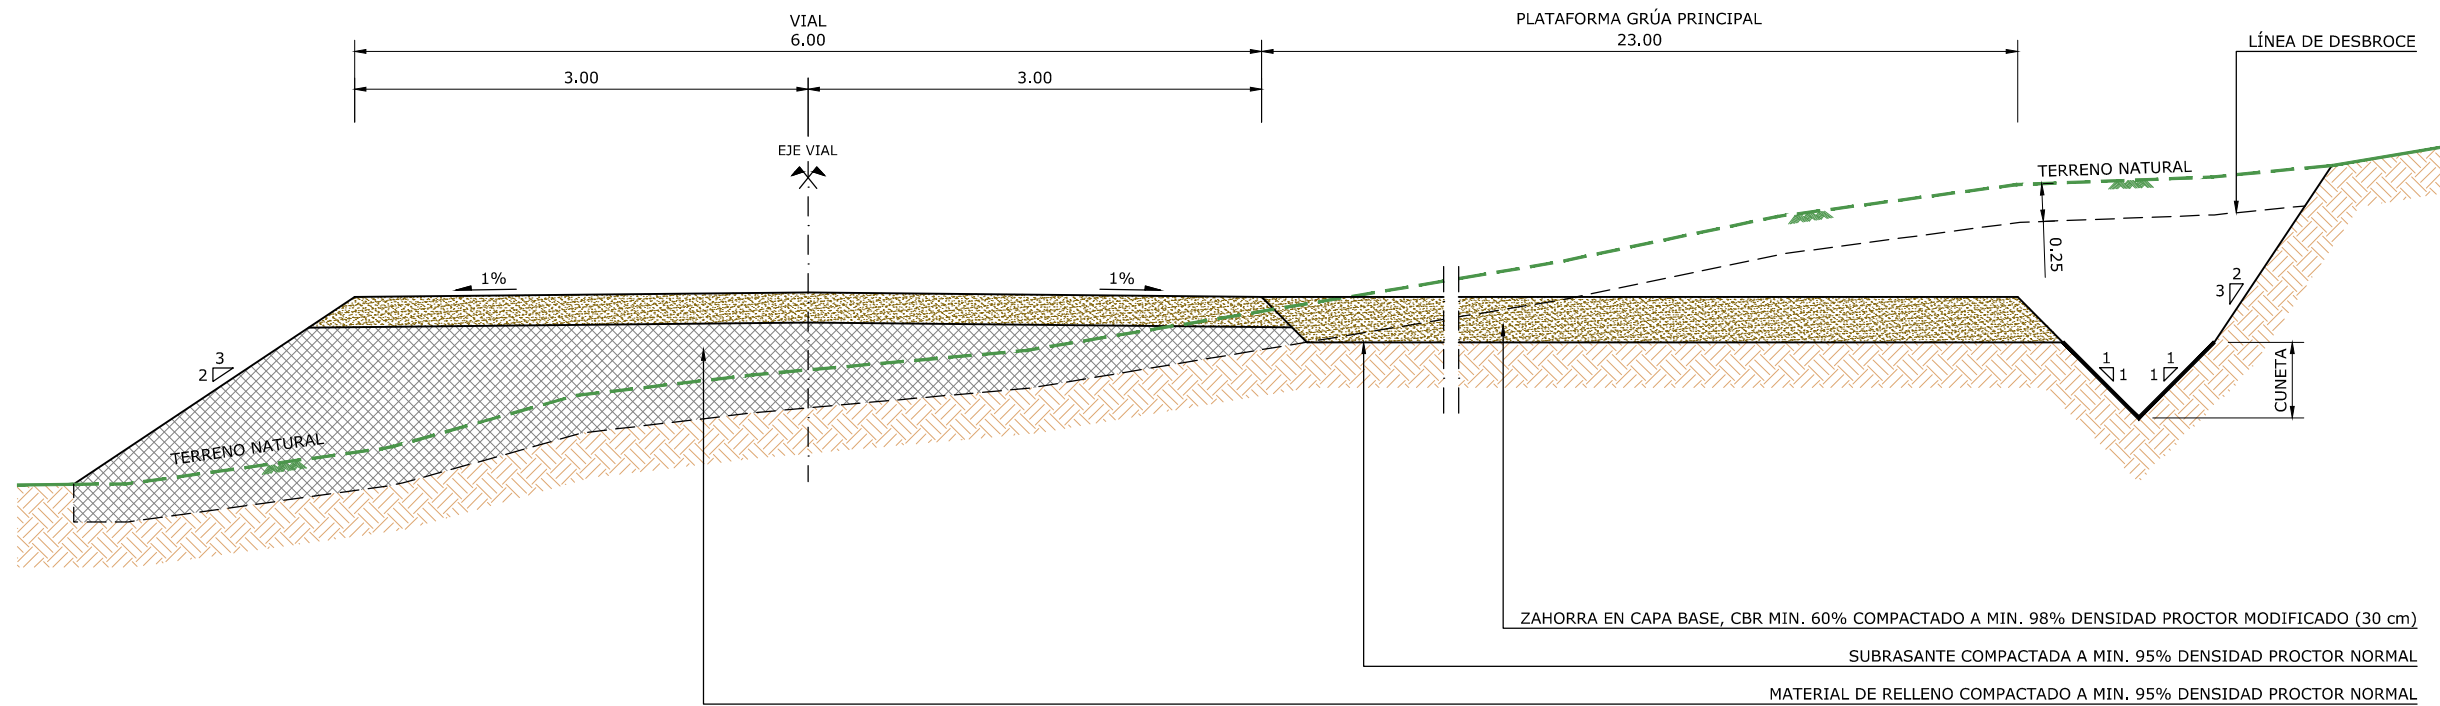 VIAL
6.00
PLATAFORMA GRÚA PRINCIPAL
23.00
LÍNEA DE DESBROCE
3.00
3.00
EJE VIAL
TERRENO NATURAL
0.25
1%
1%
2
3
3
2
1
1
1
1
CUNETA
TERRENO NATURAL
ZAHORRA EN CAPA BASE, CBR MIN. 60% COMPACTADO A MIN. 98% DENSIDAD PROCTOR MODIFICADO (30 cm)
SUBRASANTE COMPACTADA A MIN. 95% DENSIDAD PROCTOR NORMAL
MATERIAL DE RELLENO COMPACTADO A MIN. 95% DENSIDAD PROCTOR NORMAL